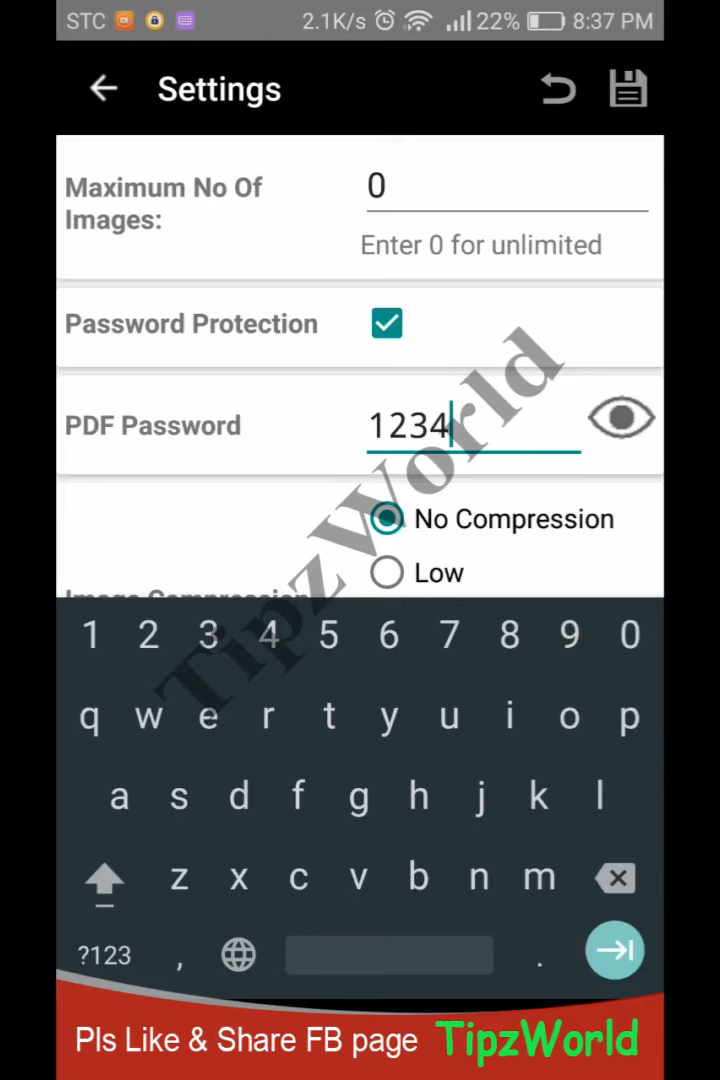 STC 2.1K/s 22% 8:37 PM
Settings
Maximum No Of
Images:
0
Enter 0 for unlimited
Password Protection
PDF Password
1234
No Compression
Low
Image Compression
1 2 3 4 5 6 7 8 9 0
q w e r t y u i o p
a s d f g h j k l
z x c v b n m
?123 , .
TipzWorld
Pls Like & Share FB page TipzWorld